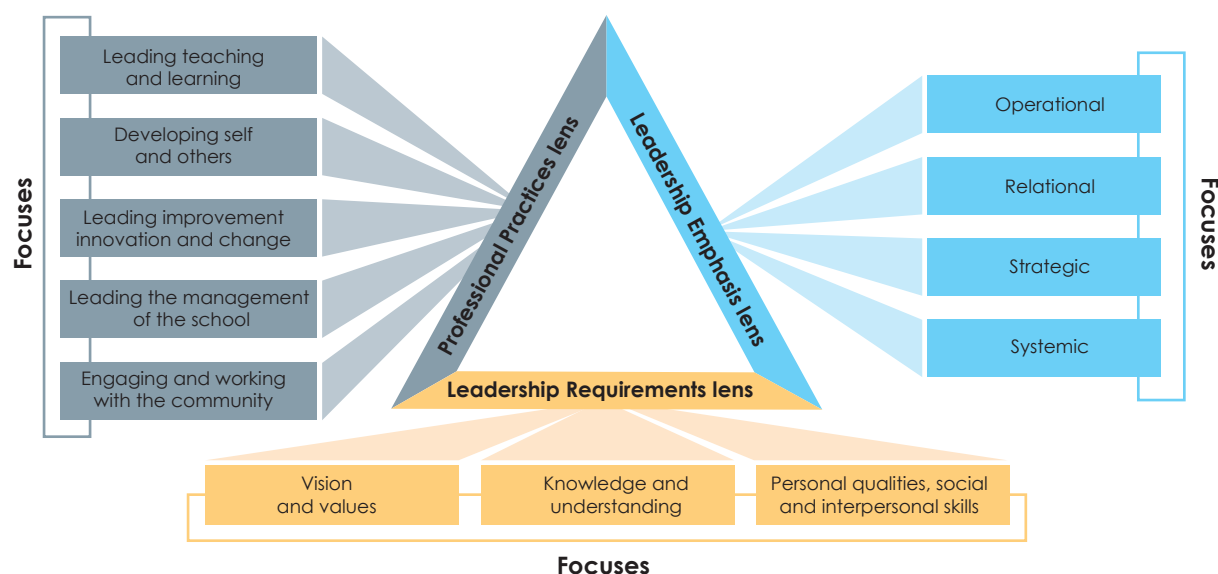 Focuses
Leading teaching
and learning
Developing self
and others
Leading improvement
innovation and change
Leading the management
of the school
Engaging and working
with the community
Professional Practices lens
Leadership Emphasis lens
Leadership Requirements lens
Operational
Relational
Strategic
Systemic
Focuses
Vision
and values
Knowledge and
understanding
Personal qualities, social
and interpersonal skills
Focuses